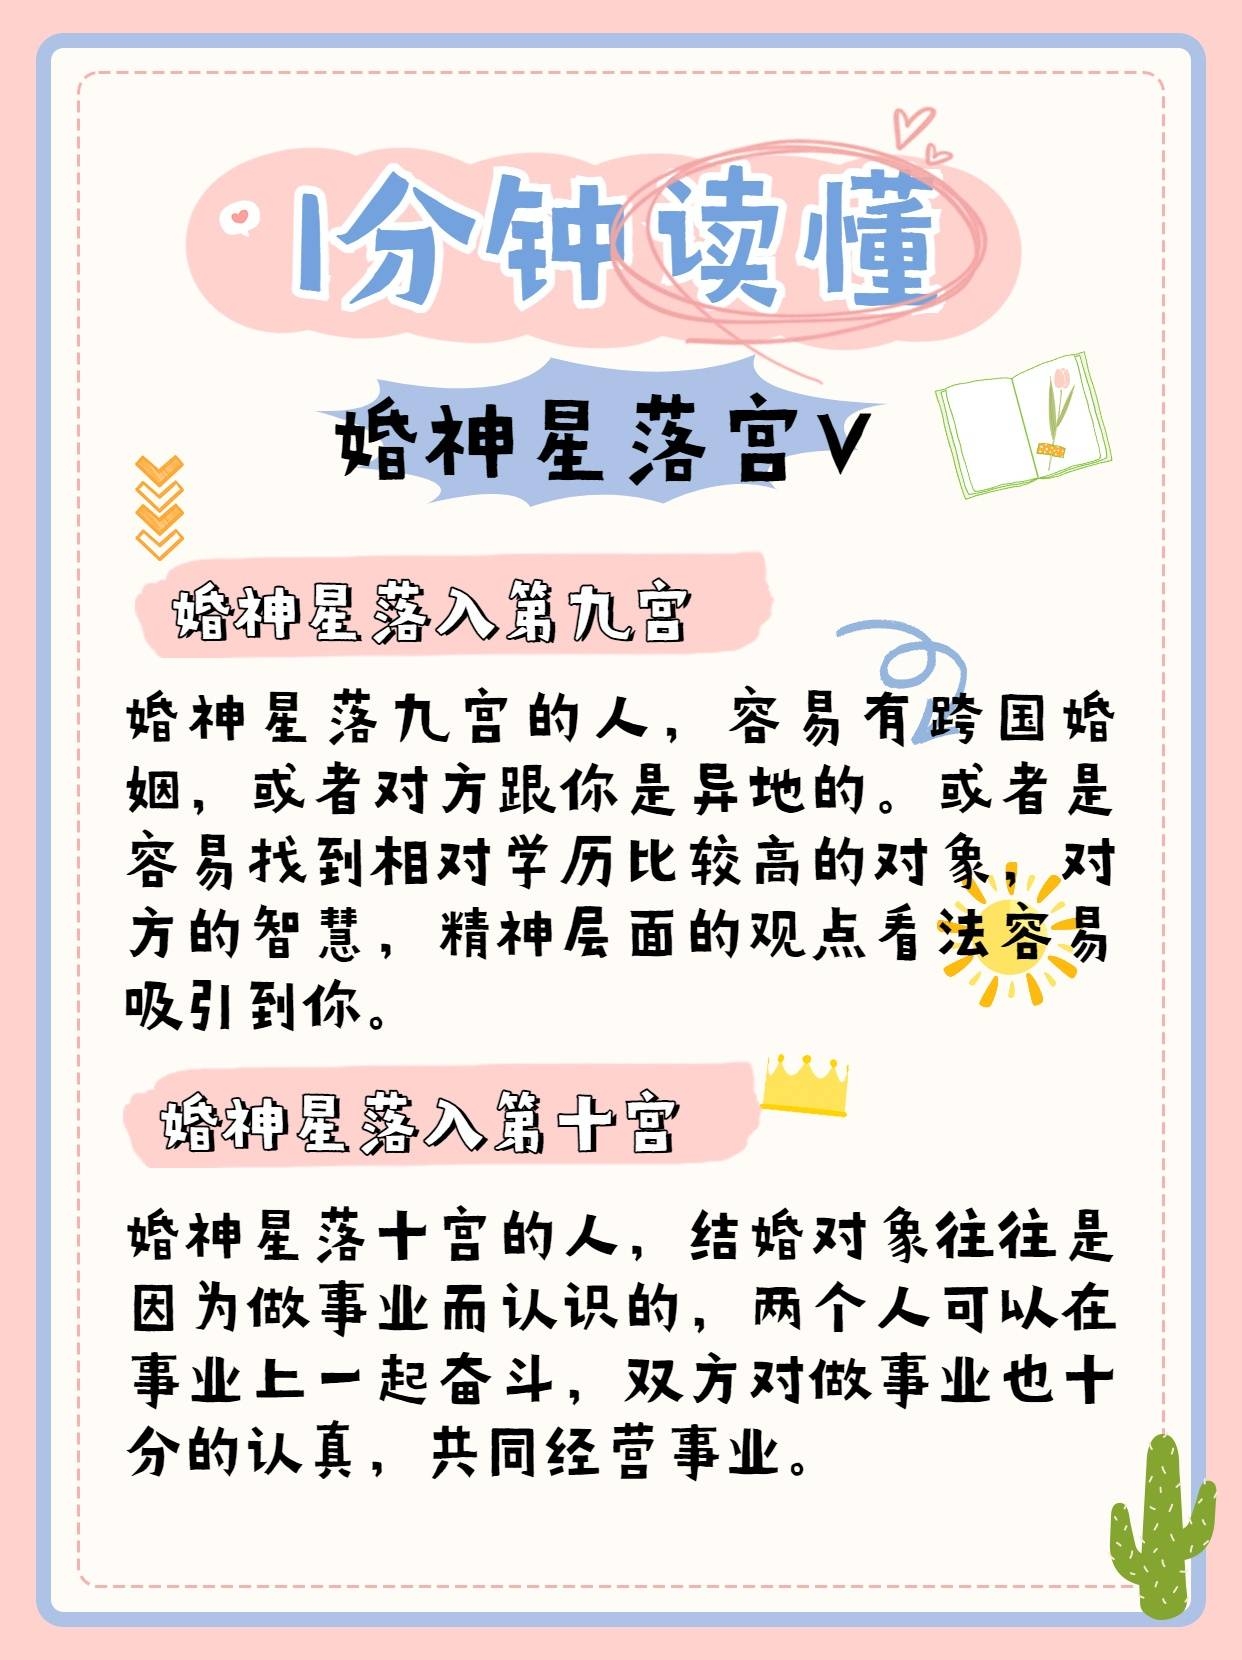 1分钟读懂
婚神星落宫V
婚神星落入第九宫
婚神星落九宫的人，容易有跨国婚
姻，或者对方跟你是异地的。或者是
容易找到相对学历比较高的对象，对
方的智慧，精神层面的观点看法容易
吸引到你。
婚神星落入第十宫
婚神星落十宫的人，结婚对象往往是
因为做事业而认识的，两个人可以在
事业上一起奋斗，双方对做事业也十
分的认真，共同经营事业。